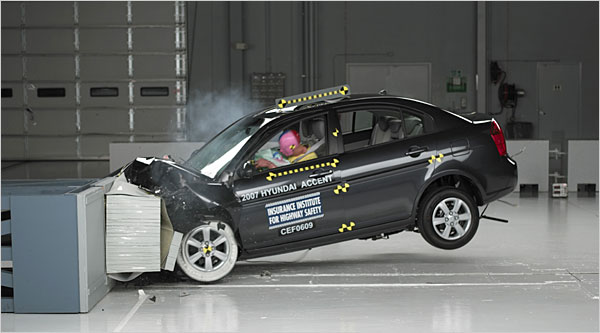 2007 HYUNDAI ACCENT
INSURANCE INSTITUTE
FOR HIGHWAY SAFETY
CEF0609